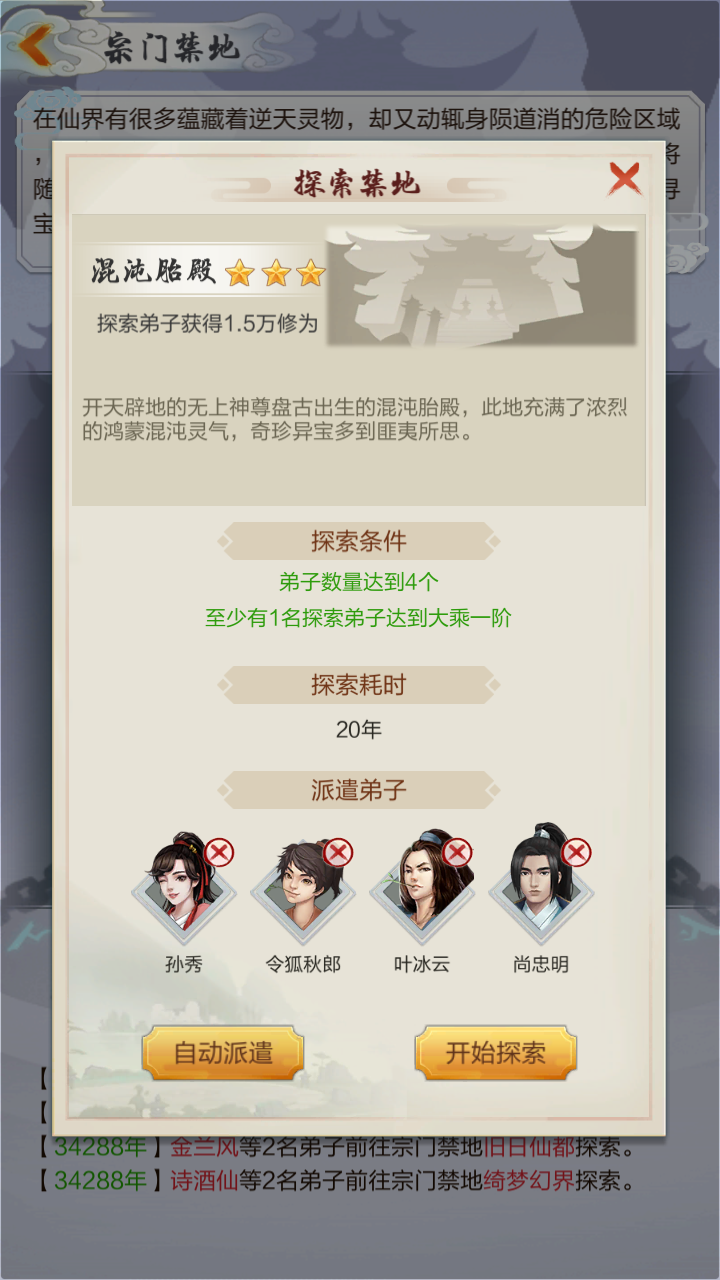 宗门禁地
在仙界有很多蕴藏着逆天灵物，却又动辄身陨道消的危险区域
，
随
宝
探索禁地
混沌胎殿
探索弟子获得1.5万修为
开天辟地的无上神尊盘古出生的混沌胎殿，此地充满了浓烈
的鸿蒙混沌灵气，奇珍异宝多到匪夷所思。
探索条件
弟子数量达到4个
至少有1名探索弟子达到大乘一阶
探索耗时
20年
派遣弟子
孙秀 令狐秋郎 叶冰云 尚忠明
自动派遣 开始探索
【
【
【34288年】金兰风等2名弟子前往宗门禁地旧日仙都探索。
【34288年】诗酒仙等2名弟子前往宗门禁地绮梦幻界探索。